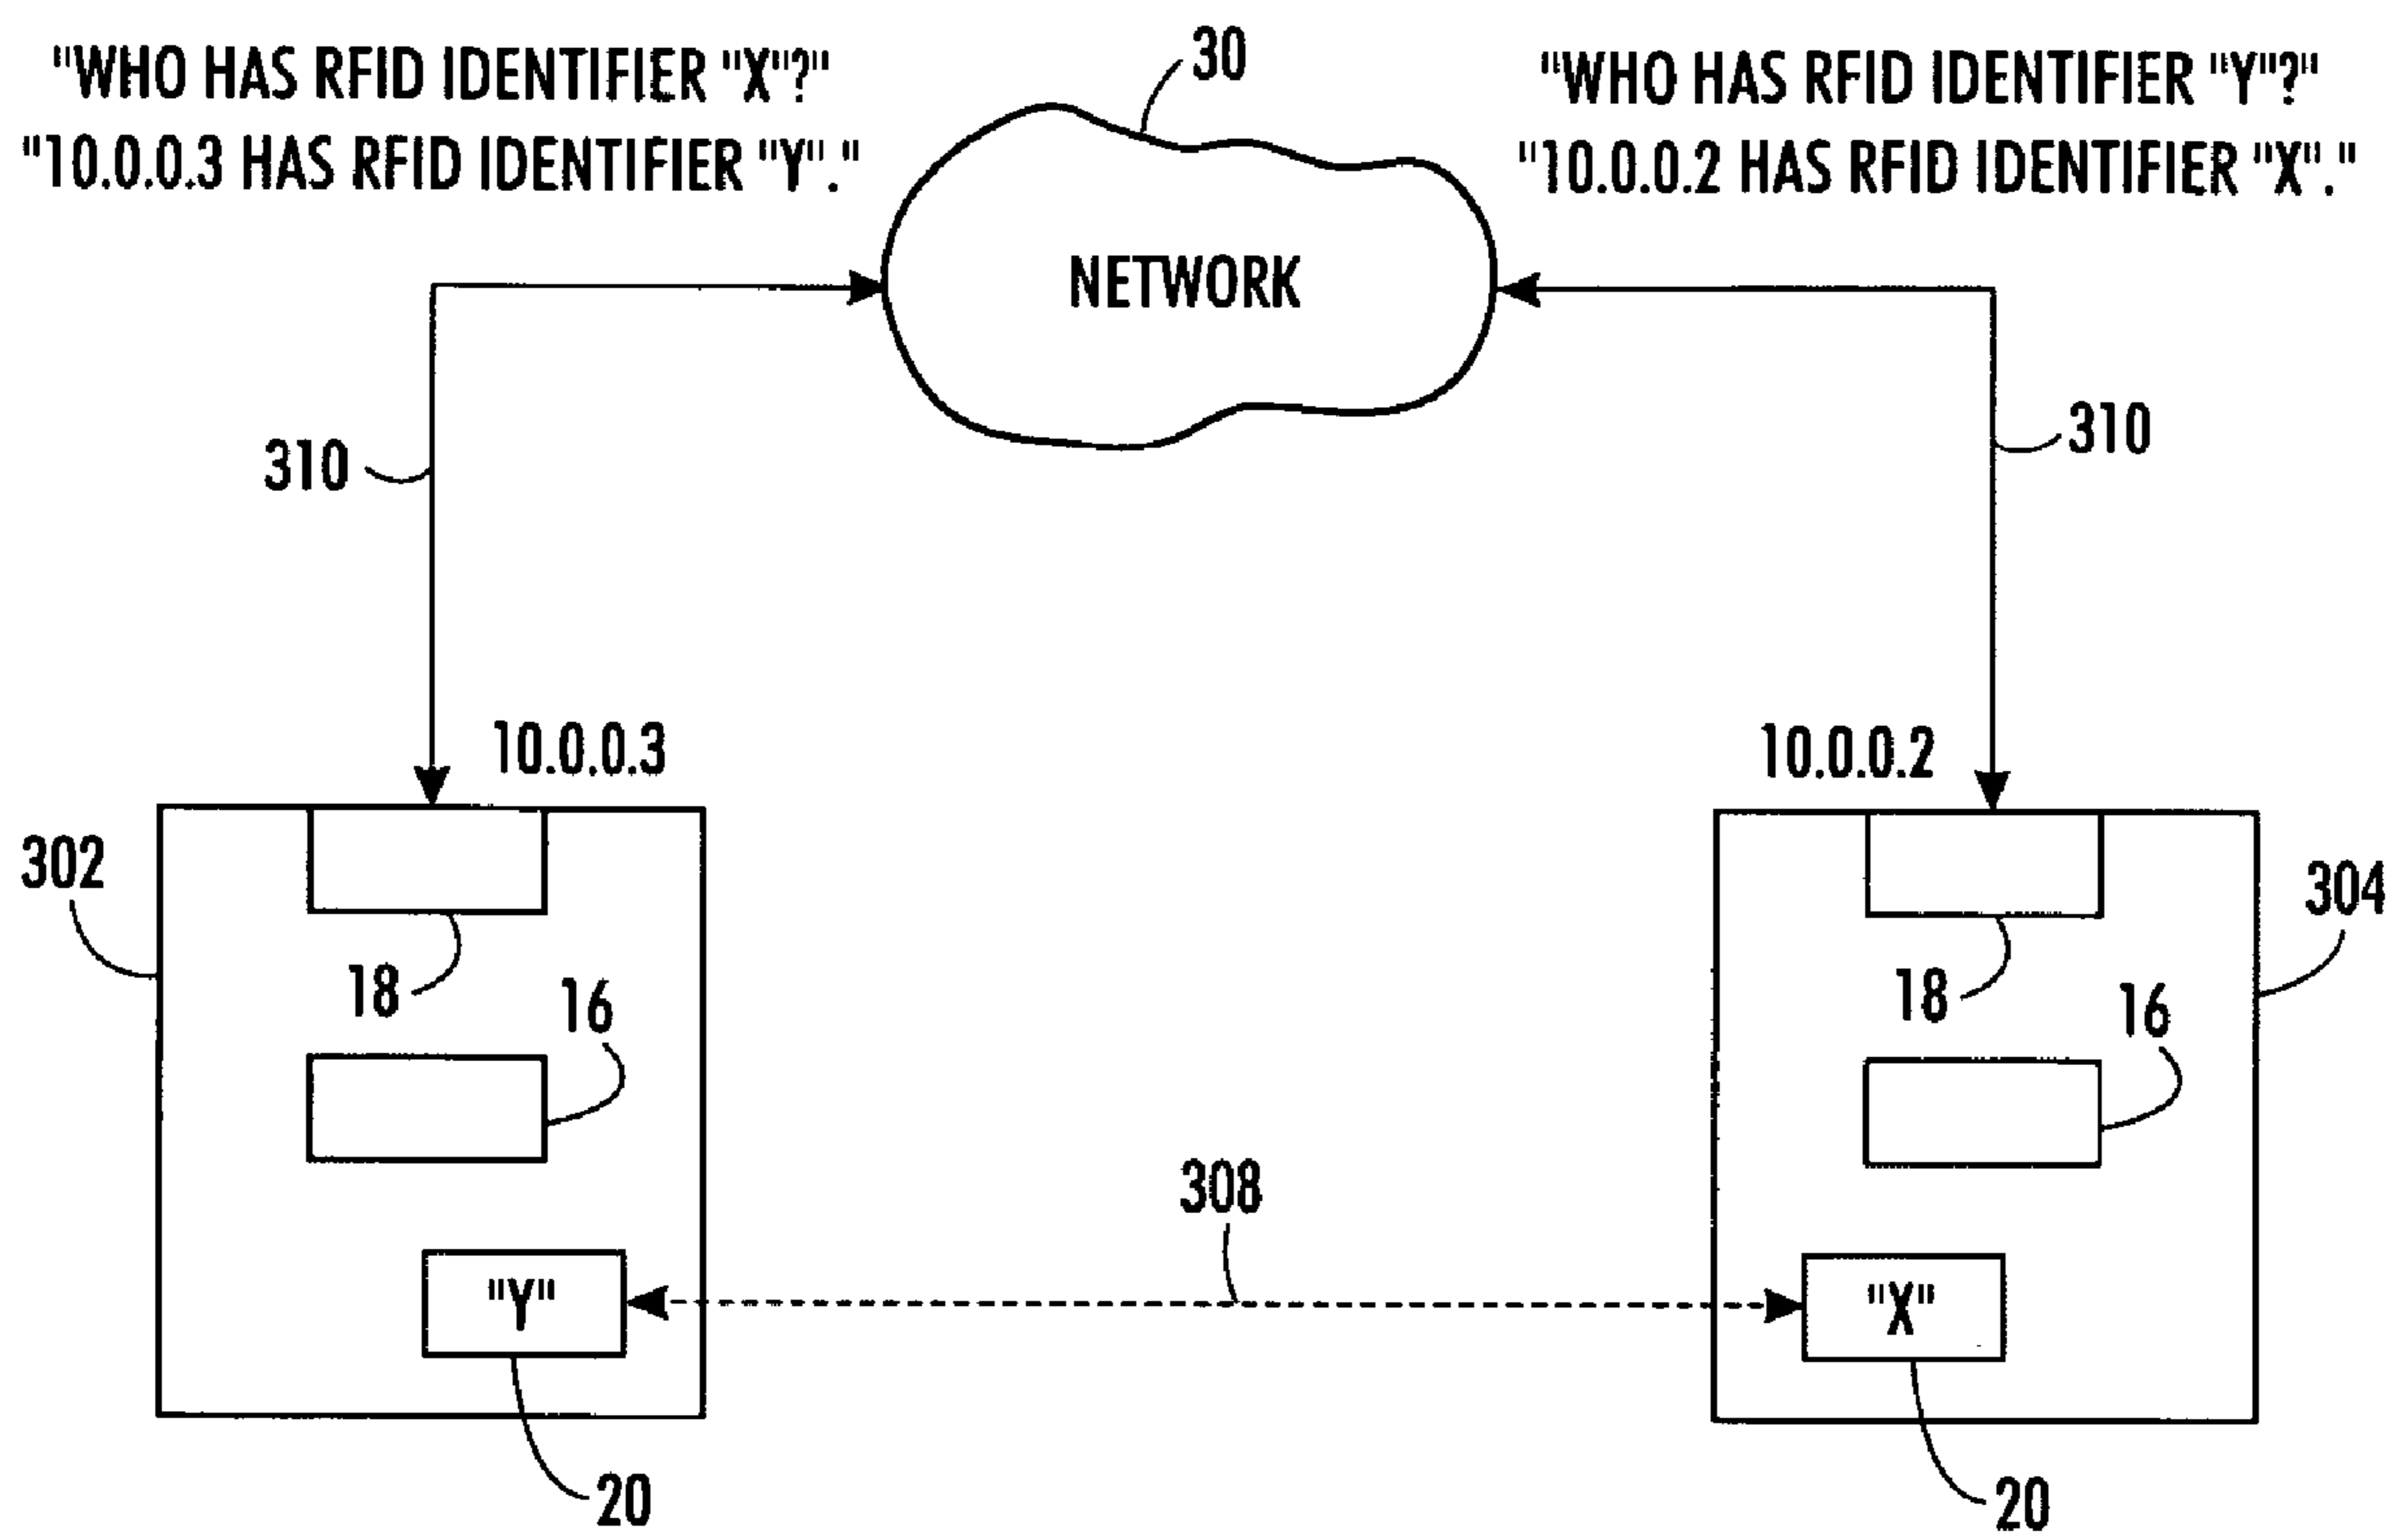 "WHO HAS RFID IDENTIFIER "X"?"
"10.0.0.3 HAS RFID IDENTIFIER "Y"."
30
"WHO HAS RFID IDENTIFIER "Y"?"
"10.0.0.2 HAS RFID IDENTIFIER "X"."
NETWORK
310
310
10.0.0.3
10.0.0.2
302
304
18
16
18
16
308
"Y"
"X"
20
20